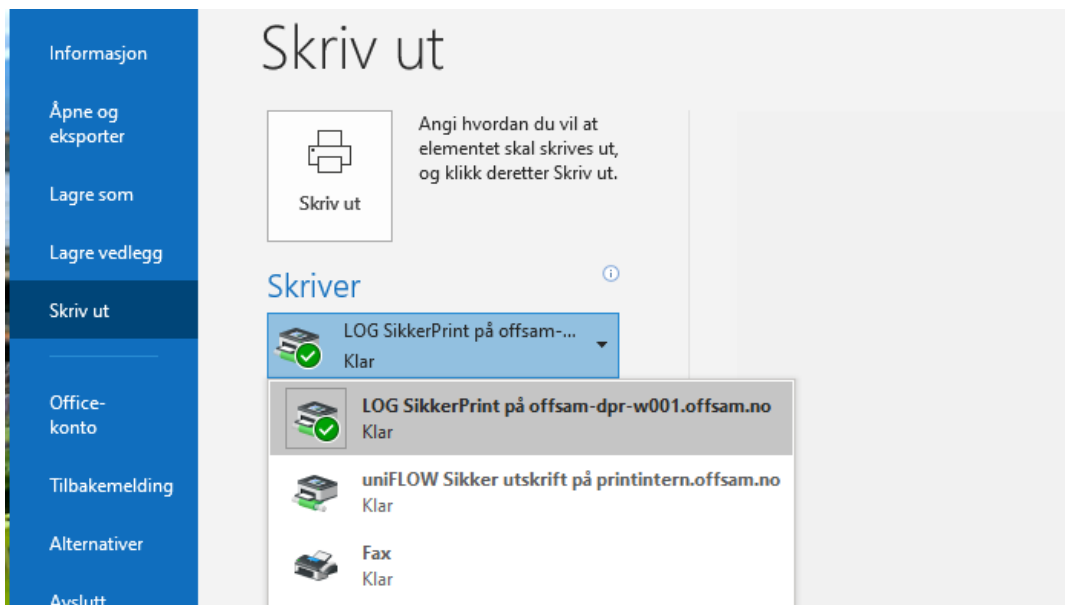 Informasjon
Åpne og
eksporter
Lagre som
Lagre vedlegg
Skriv ut
Office-
konto
Tilbakemelding
Alternativer
Avslutt
Skriv ut
Skriv ut
Angi hvordan du vil at
elementet skal skrives ut,
og klikk deretter Skriv ut.
Skriver
LOG SikkerPrint på offsam-...
Klar
LOG SikkerPrint på offsam-dpr-w001.offsam.no
Klar
uniFLOW Sikker utskrift på printintern.offsam.no
Klar
Fax
Klar